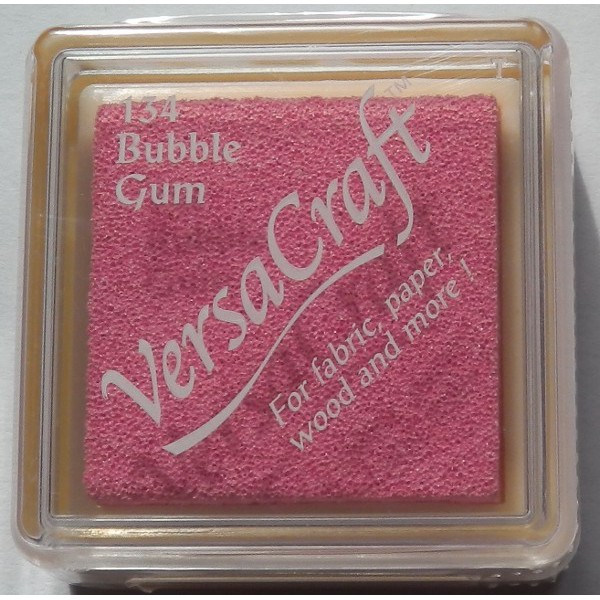 134
Bubble
Gum
VersaCraft™
For fabric, paper,
wood and more !